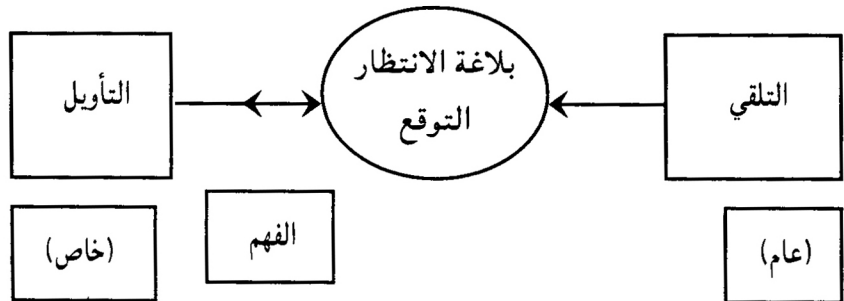 التلقي
بلاغة الانتظار
التوقع
التأويل
(عام)
الفهم
(خاص)